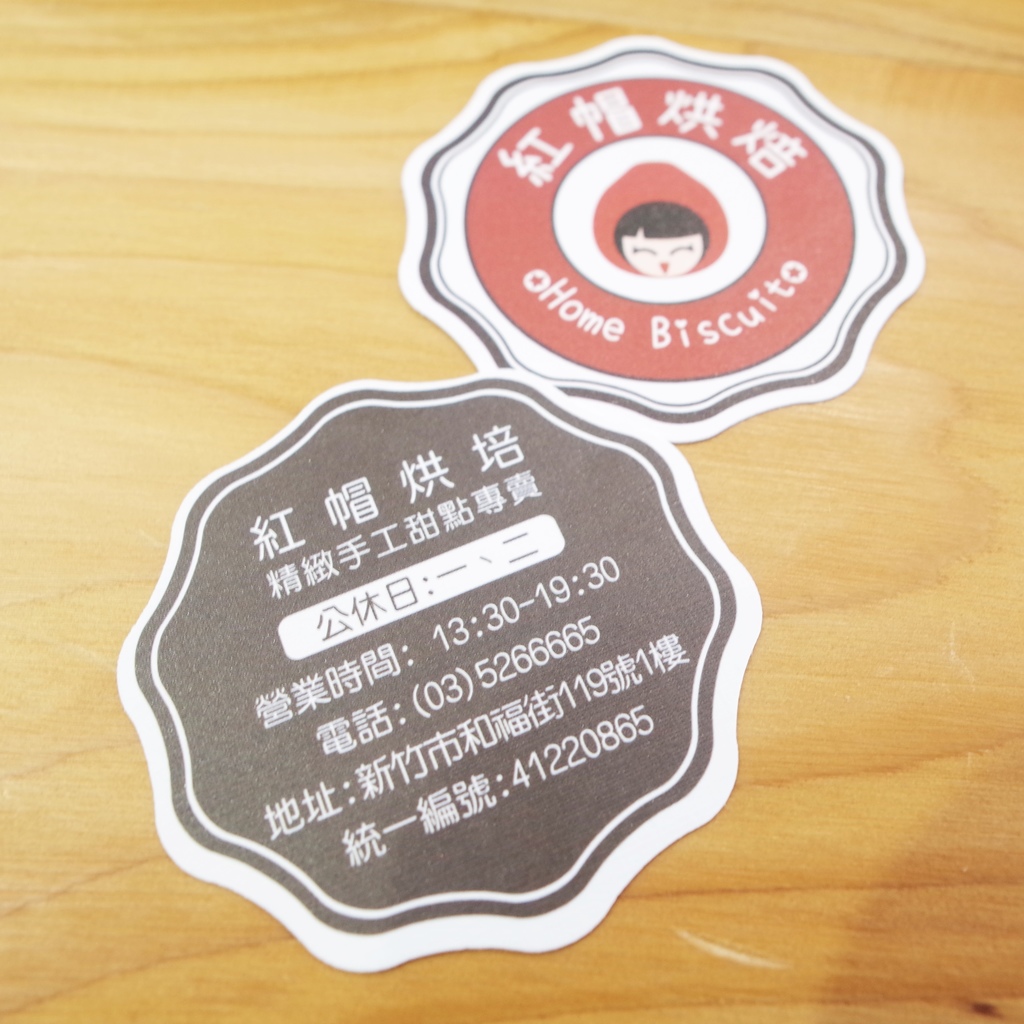 紅帽烘焙
Home Biscuit
紅帽烘培
精緻手工甜點專賣
公休日:一、二
營業時間: 13:30-19:30
電話:(03)5266665
地址:新竹市和福街119號1樓
統一編號:41220865